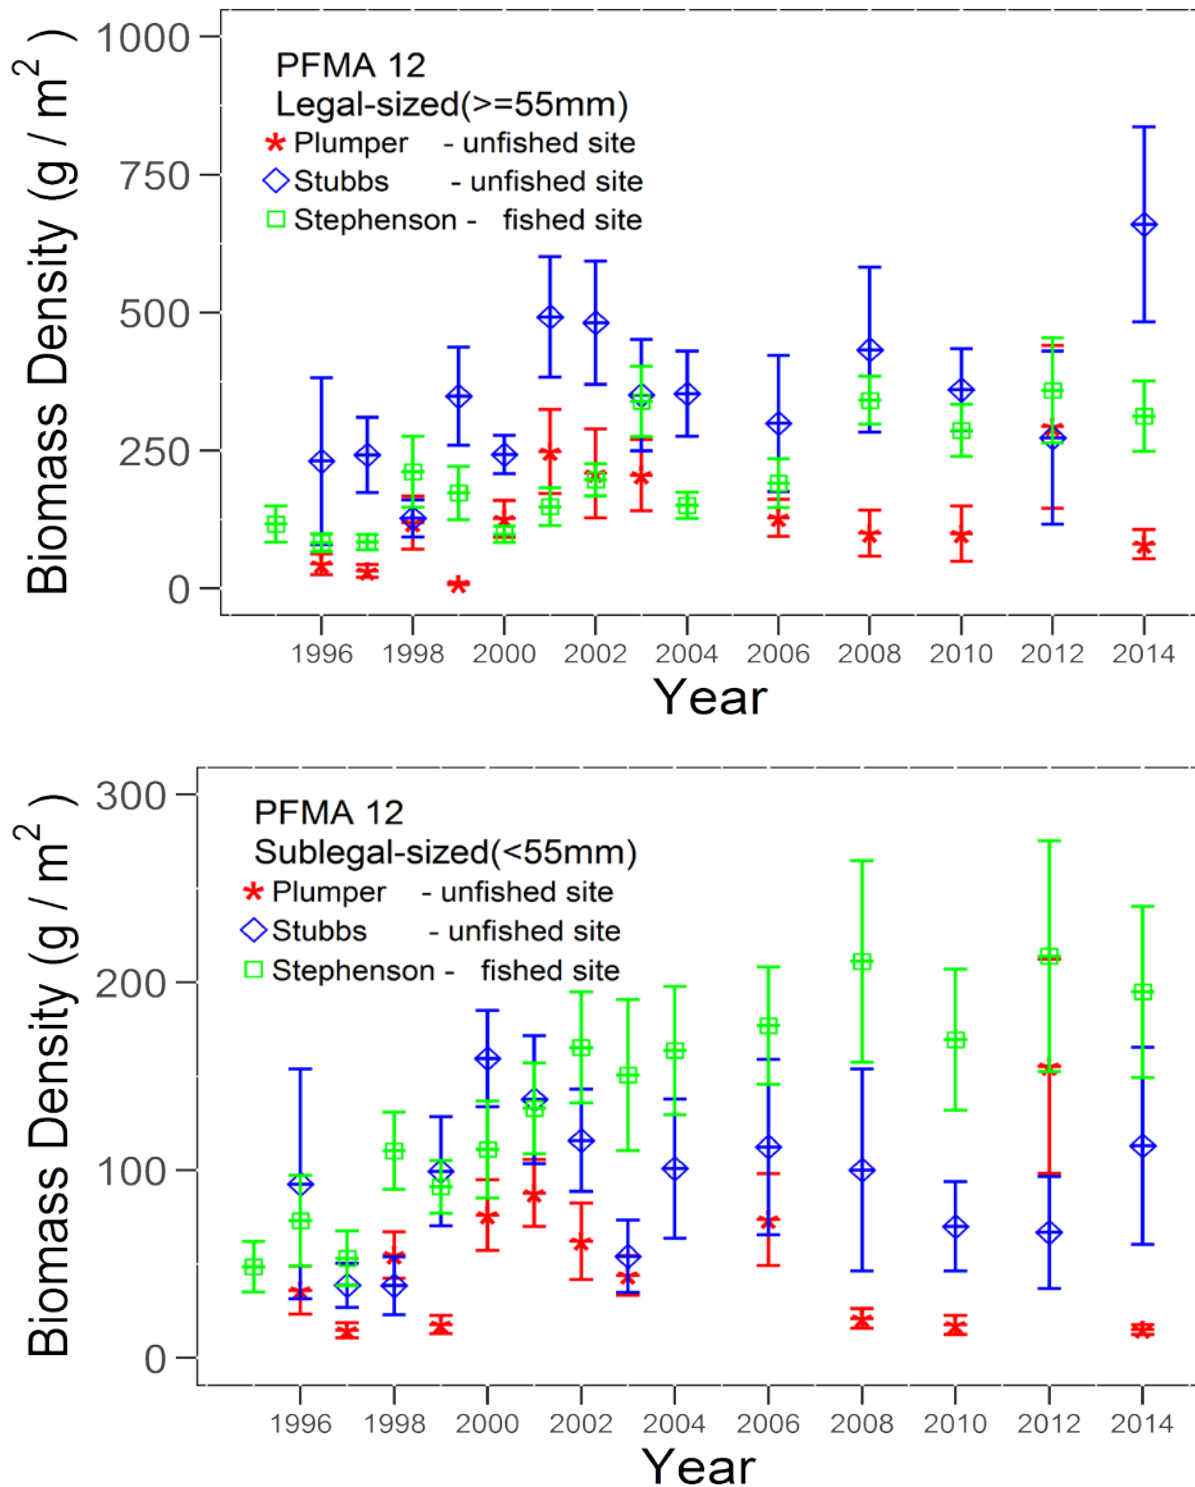 1000
750
500
250
0
Biomass Density (g / m²)
PFMA 12
Legal-sized(>=55mm)
Plumper - unfished site
Stubbs - unfished site
Stephenson - fished site
1996 1998 2000 2002 2004 2006 2008 2010 2012 2014
Year
300
200
100
0
Biomass Density (g / m²)
PFMA 12
Sublegal-sized(<55mm)
Plumper - unfished site
Stubbs - unfished site
Stephenson - fished site
1996 1998 2000 2002 2004 2006 2008 2010 2012 2014
Year